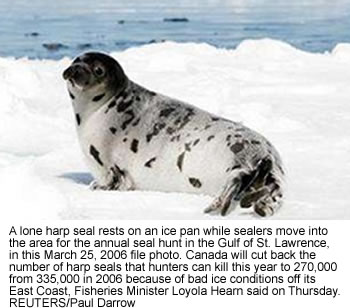 A lone harp seal rests on an ice pan while sealers move into
the area for the annual seal hunt in the Gulf of St. Lawrence,
in this March 25, 2006 file photo. Canada will cut back the
number of harp seals that hunters can kill this year to 270,000
from 335,000 in 2006 because of bad ice conditions off its
East Coast, Fisheries Minister Loyola Hearn said on Thursday.
REUTERS/Paul Darrow